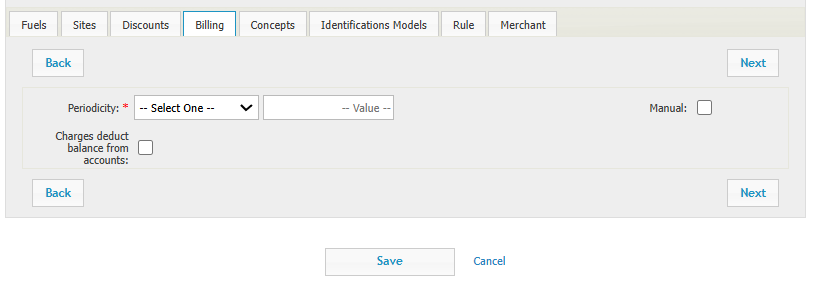 Fuels Sites Discounts Billing Concepts Identifications Models Rule Merchant
Back Next
Periodicity: * -- Select One -- -- Value -- Manual:
Charges deduct
balance from
accounts:
Back Next
Save Cancel